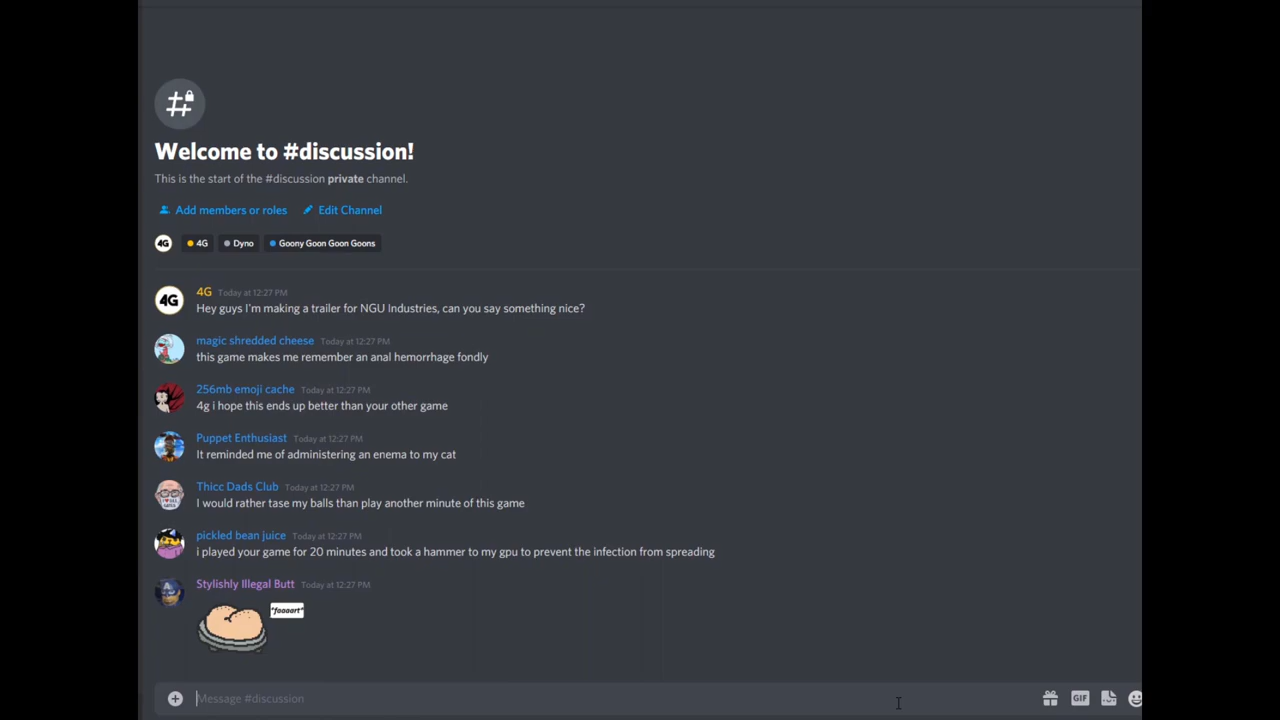 Welcome to #discussion!
This is the start of the #discussion private channel.
Add members or roles Edit Channel
4G 4G Dyno Goony Goon Goon Goons
4G Today at 12:27 PM
4G Hey guys I'm making a trailer for NGU Industries, can you say something nice?
magic shredded cheese Today at 12:27 PM
this game makes me remember an anal hemorrhage fondly
256mb emoji cache Today at 12:27 PM
4g i hope this ends up better than your other game
Puppet Enthusiast Today at 12:27 PM
It reminded me of administering an enema to my cat
Thicc Dads Club Today at 12:27 PM
I would rather tase my balls than play another minute of this game
pickled bean juice Today at 12:27 PM
i played your game for 20 minutes and took a hammer to my gpu to prevent the infection from spreading
Stylishly Illegal Butt Today at 12:27 PM
*foooart*
Message #discussion
GIF